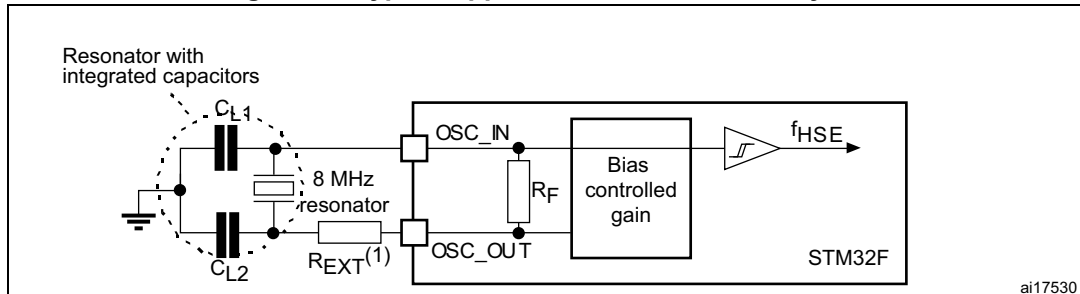 Resonator with
integrated capacitors
CL1
OSC_IN
fHSE
8 MHz
resonator
RF
Bias
controlled
gain
REXT(1)
OSC_OUT
STM32F
CL2
ai17530